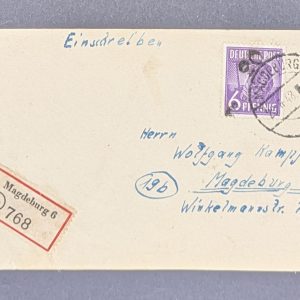 Einschreiben
DEUTSCHE POST
6 PFENNIG
Herrn
Wolfgang
Magdeburg
19b
Winkelmannstr.
Magdeburg 6
768